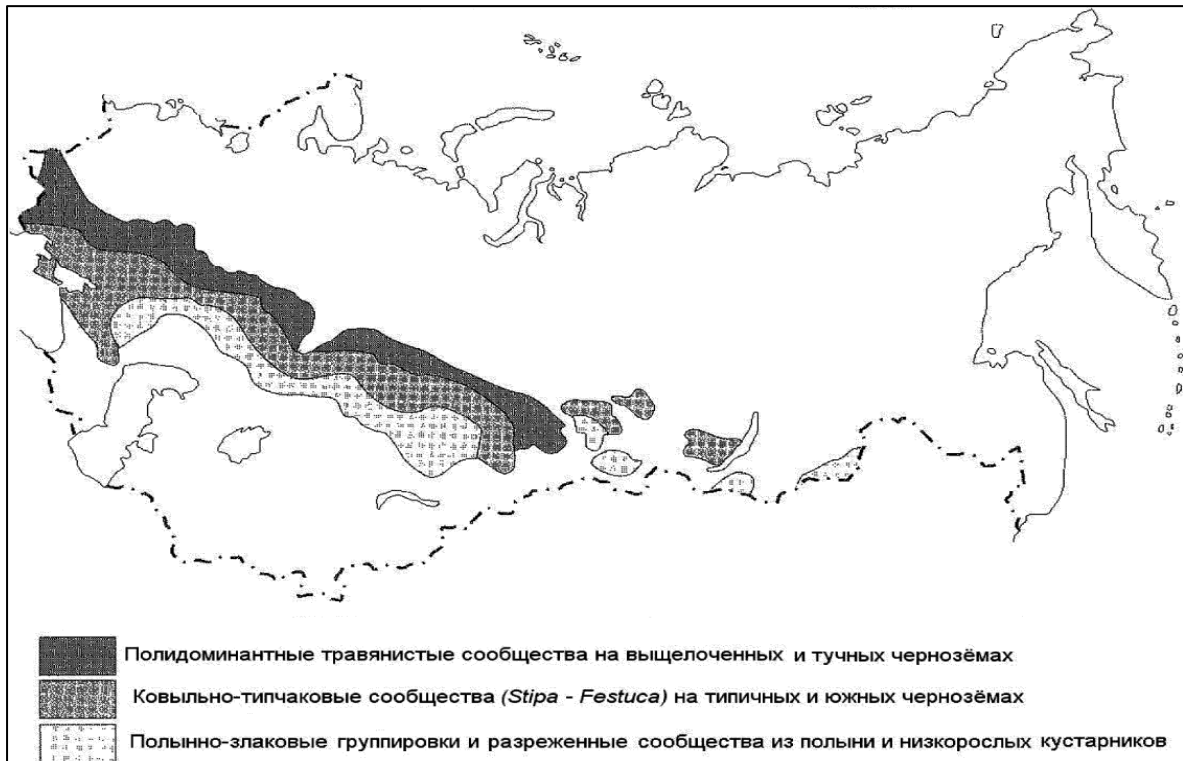 Полидоминантные травянистые сообщества на выщелоченных и тучных чернозёмах
Ковыльно-типчаковые сообщества (Stipa - Festuca) на типичных и южных чернозёмах
Полынно-злаковые группировки и разреженные сообщества из полыни и низкорослых кустарников